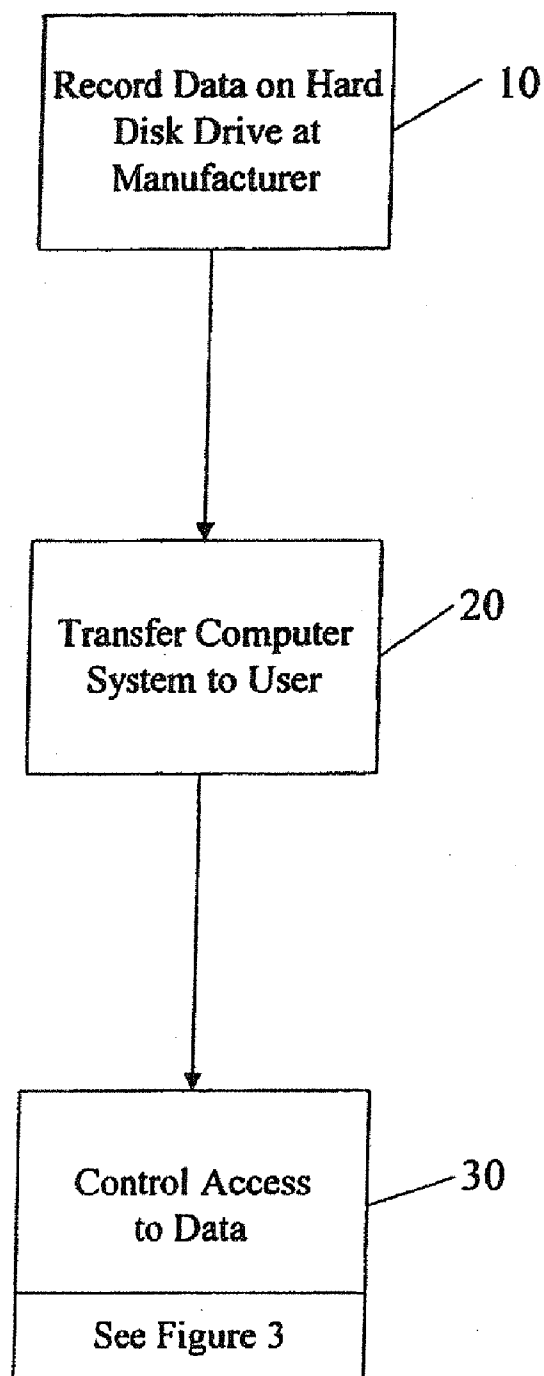 Record Data on Hard
Disk Drive at
Manufacturer
10
Transfer Computer
System to User
20
Control Access
to Data
30
See Figure 3